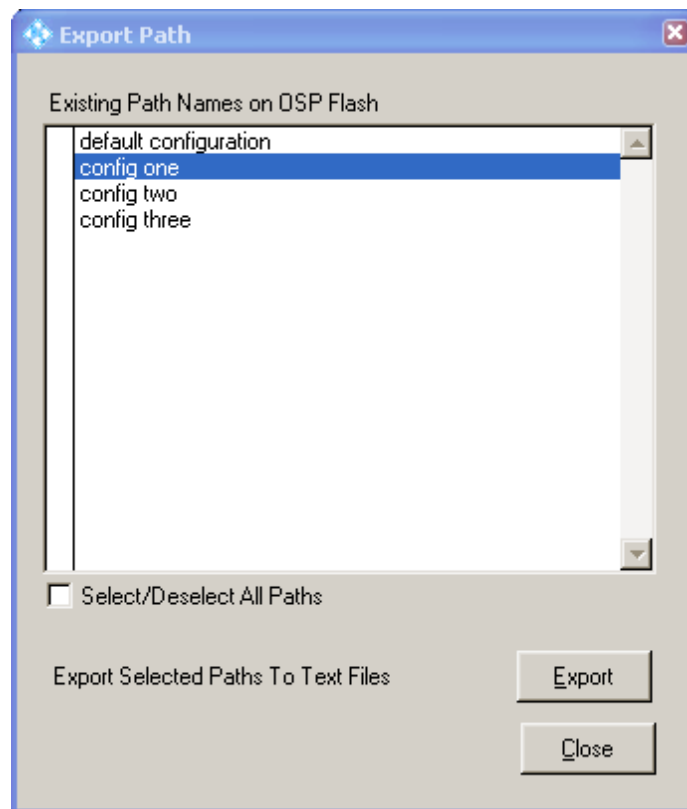 Export Path
Existing Path Names on OSP Flash
default configuration
config one
config two
config three
Select/Deselect All Paths
Export Selected Paths To Text Files
Export
Close